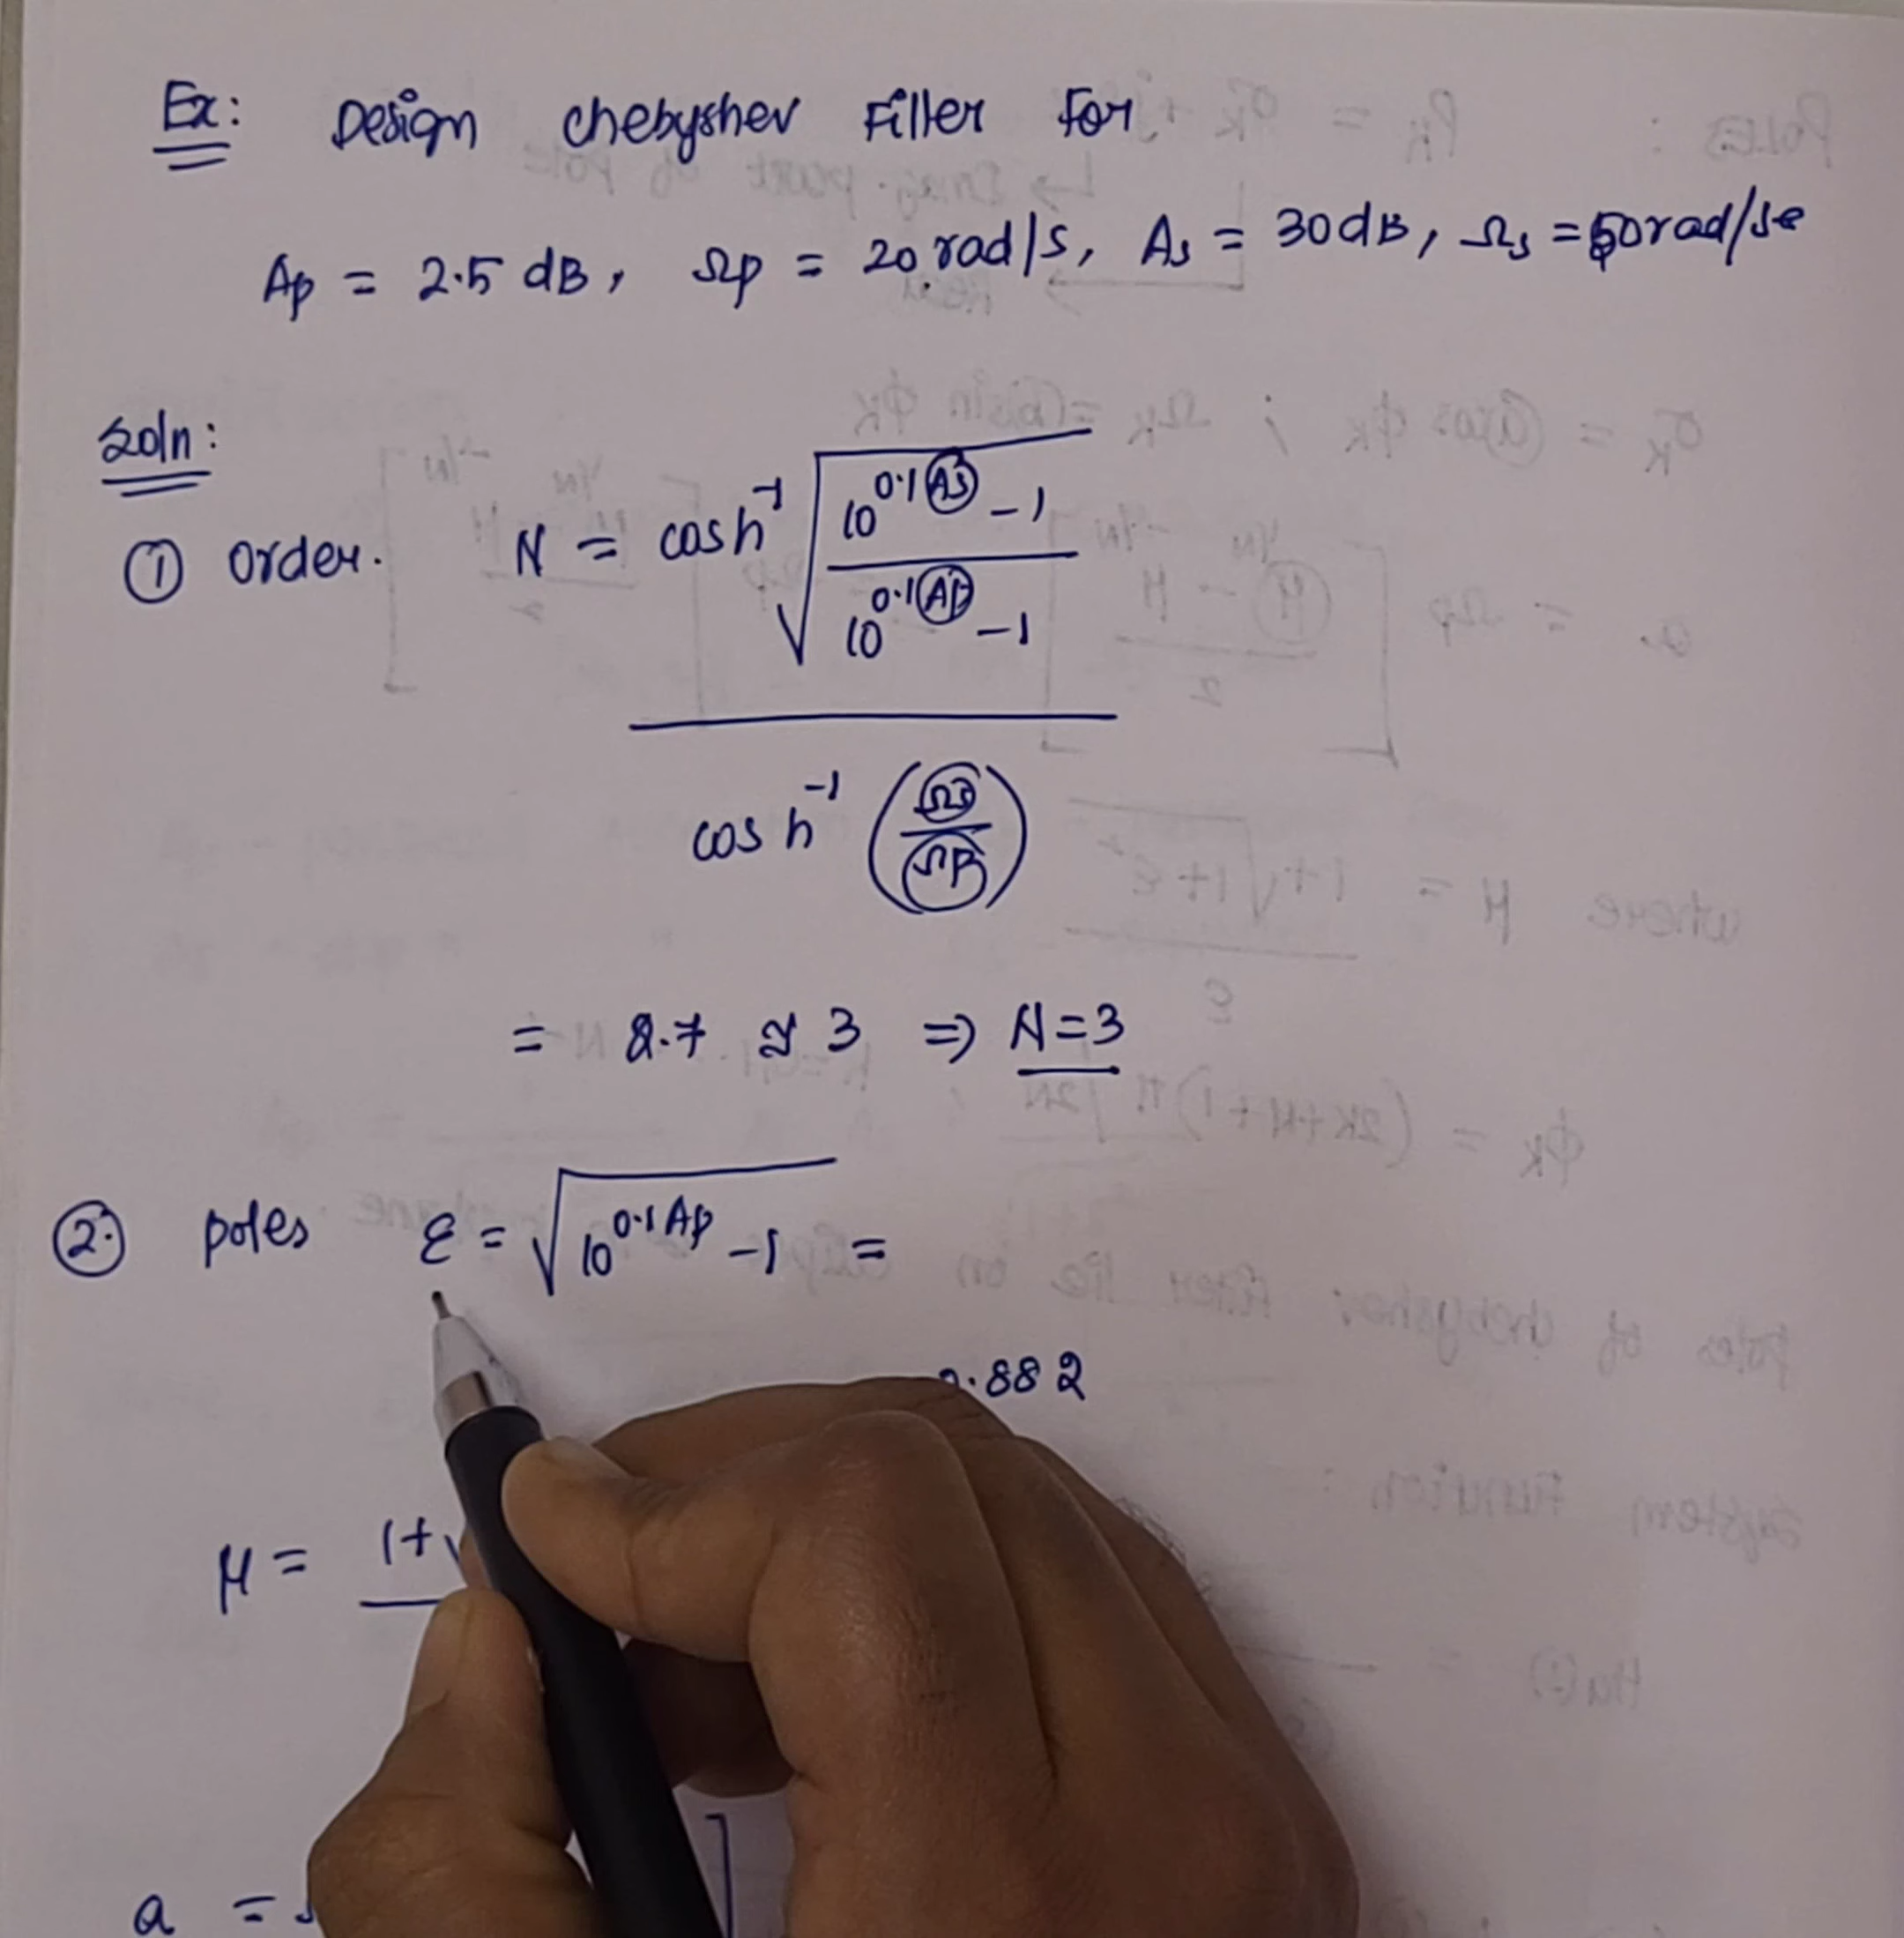 Ex: Design chebyshev Filter For
Ap = 2.5 dB, Ωp = 20 rad/s, As = 30 dB, Ωs = 50 rad/se
Soln:
① order. N = cosh⁻¹ √((10^(0.1 As) - 1) / (10^(0.1 Ap) - 1))
cosh⁻¹ (Ωs / Ωp)
= 2.7 ≈ 3 ⇒ N = 3
②. poles ε = √(10^(0.1 Ap) - 1) =
.882
μ = 1+√
a =